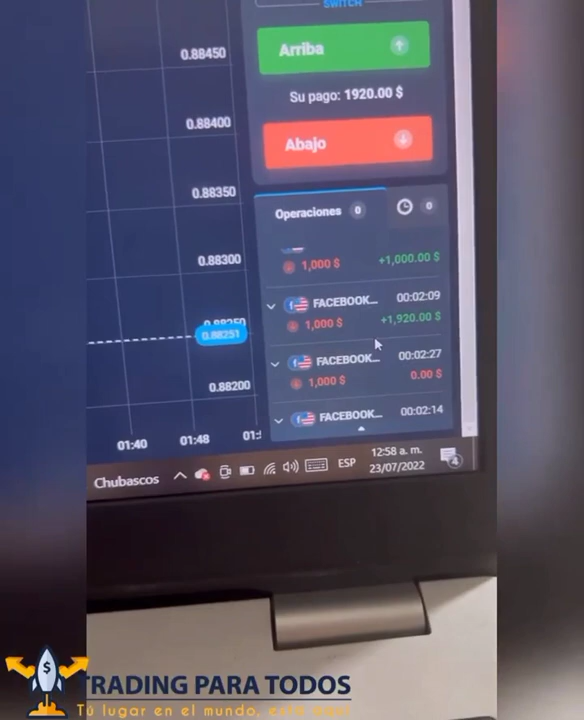 SWITCH
0.88450
Arriba
Su pago: 1920.00 $
0.88400
Abajo
0.88350
Operaciones 0
0
0.88300
1,000 $ +1,000.00 $
FACEBOOK... 00:02:09
0.88250
0.88251
1,000 $ +1,920.00 $
FACEBOOK... 00:02:27
0.88200
1,000 $ 0.00 $
FACEBOOK... 00:02:14
01:40 01:48
Chubascos
ESP
12:58 a. m.
23/07/2022
4
$
TRADING PARA TODOS
Tú lugar en el mundo, está aquí